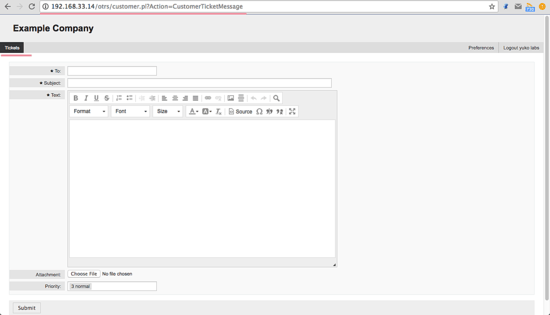 192.168.33.14/otrs/customer.pl?Action=CustomerTicketMessage
Example Company
Tickets
Preferences
Logout yuko labs
To:
Subject:
Text:
B I U S
Format
Font
Size
A
A
Source
Ω
Attachment:
Choose File No file chosen
Priority:
3 normal
Submit